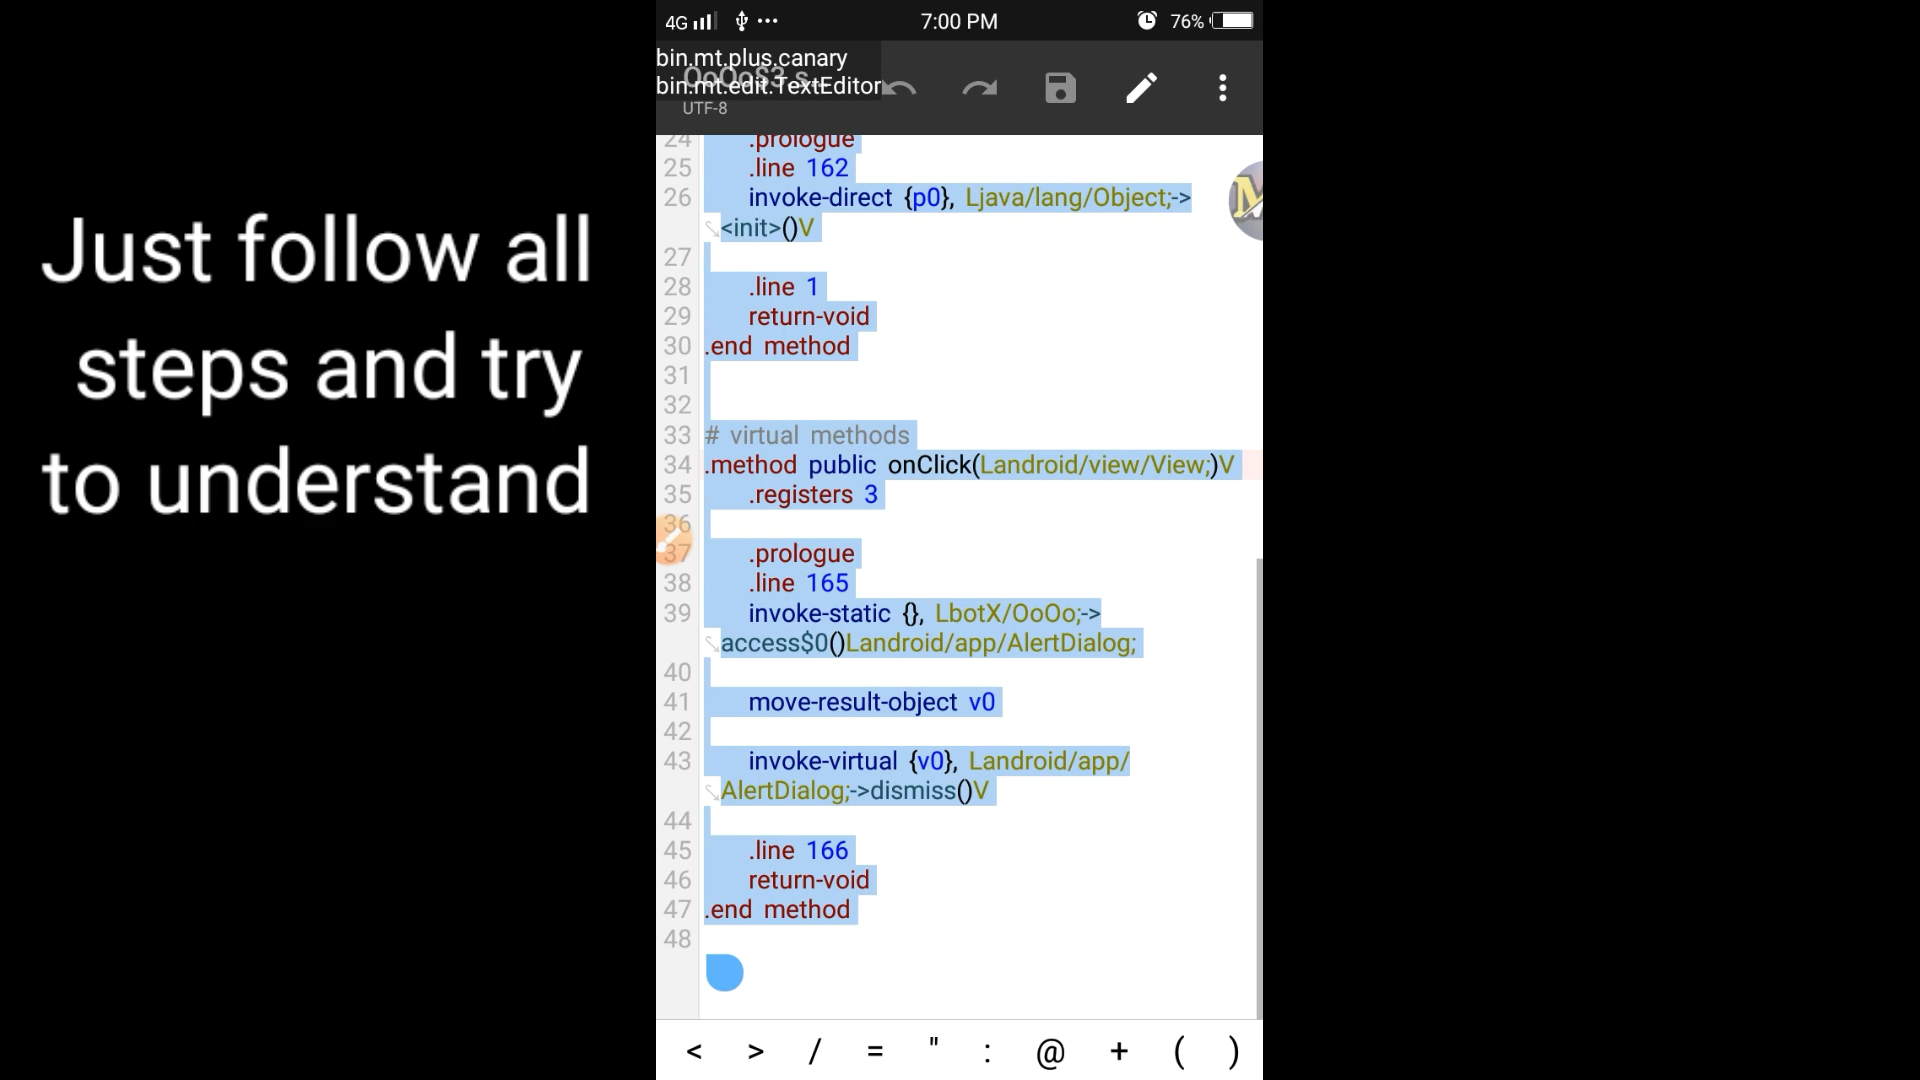 Just follow all
steps and try
to understand
4G
7:00 PM
76%
bin.mt.plus.canary
bin.mt.edit.TextEditor
UTF-8
24 .prologue
25 .line 162
26 invoke-direct {p0}, Ljava/lang/Object;->
<init>()V
27
28 .line 1
29 return-void
30 .end method
31
32
33 # virtual methods
34 .method public onClick(Landroid/view/View;)V
35 .registers 3
36
37 .prologue
38 .line 165
39 invoke-static {}, LbotX/OoOo;->
access$0()Landroid/app/AlertDialog;
40
41 move-result-object v0
42
43 invoke-virtual {v0}, Landroid/app/
AlertDialog;->dismiss()V
44
45 .line 166
46 return-void
47 .end method
48
< > / = " : @ + ( )